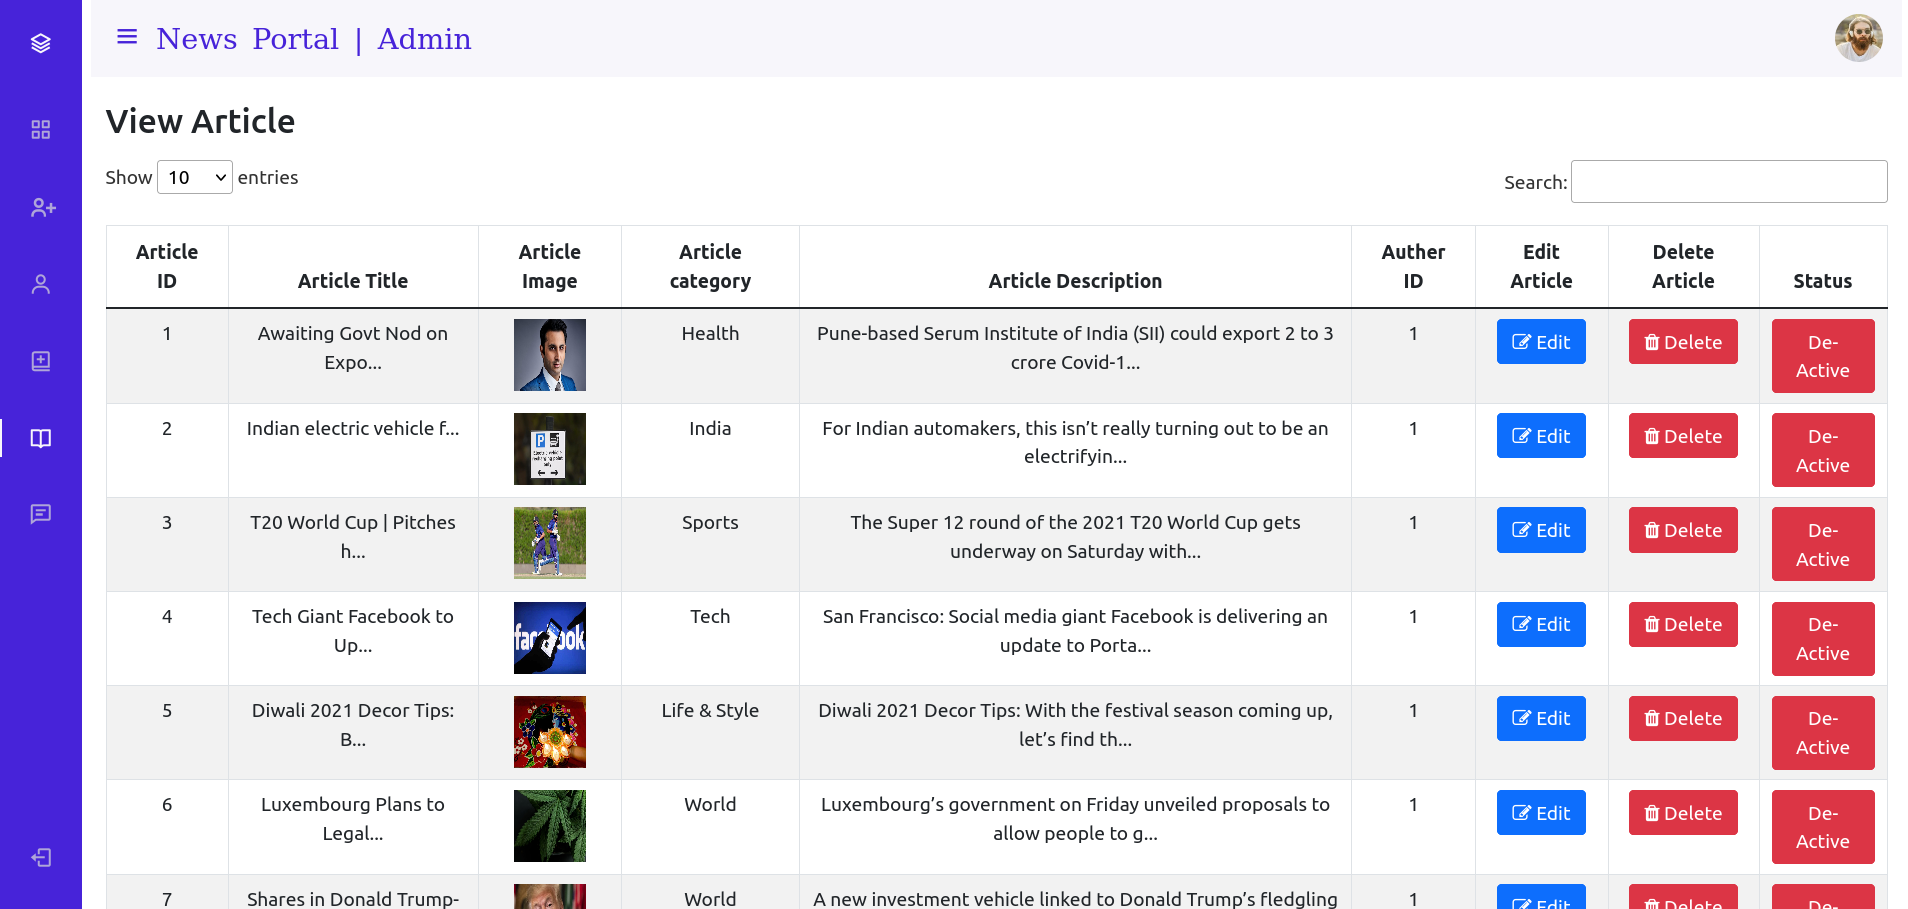 News Portal | Admin
View Article
Show 10 entries
Search:
Article ID
Article Title
Article Image
Article category
Article Description
Auther ID
Edit Article
Delete Article
Status
1
Awaiting Govt Nod on
Expo...
Health
Pune-based Serum Institute of India (SII) could export 2 to 3
crore Covid-1...
1
Edit
Delete
De-
Active
2
Indian electric vehicle f...
P
Electric vehicle
recharging point
only
India
For Indian automakers, this isn’t really turning out to be an
electrifyin...
1
Edit
Delete
De-
Active
3
T20 World Cup | Pitches
h...
Sports
The Super 12 round of the 2021 T20 World Cup gets
underway on Saturday with...
1
Edit
Delete
De-
Active
4
Tech Giant Facebook to
Up...
Tech
San Francisco: Social media giant Facebook is delivering an
update to Porta...
1
Edit
Delete
De-
Active
5
Diwali 2021 Decor Tips:
B...
Life & Style
Diwali 2021 Decor Tips: With the festival season coming up,
let’s find th...
1
Edit
Delete
De-
Active
6
Luxembourg Plans to
Legal...
World
Luxembourg’s government on Friday unveiled proposals to
allow people to g...
1
Edit
Delete
De-
Active
7
Shares in Donald Trump-
World
A new investment vehicle linked to Donald Trump’s fledgling
1
Edit
Delete
De-